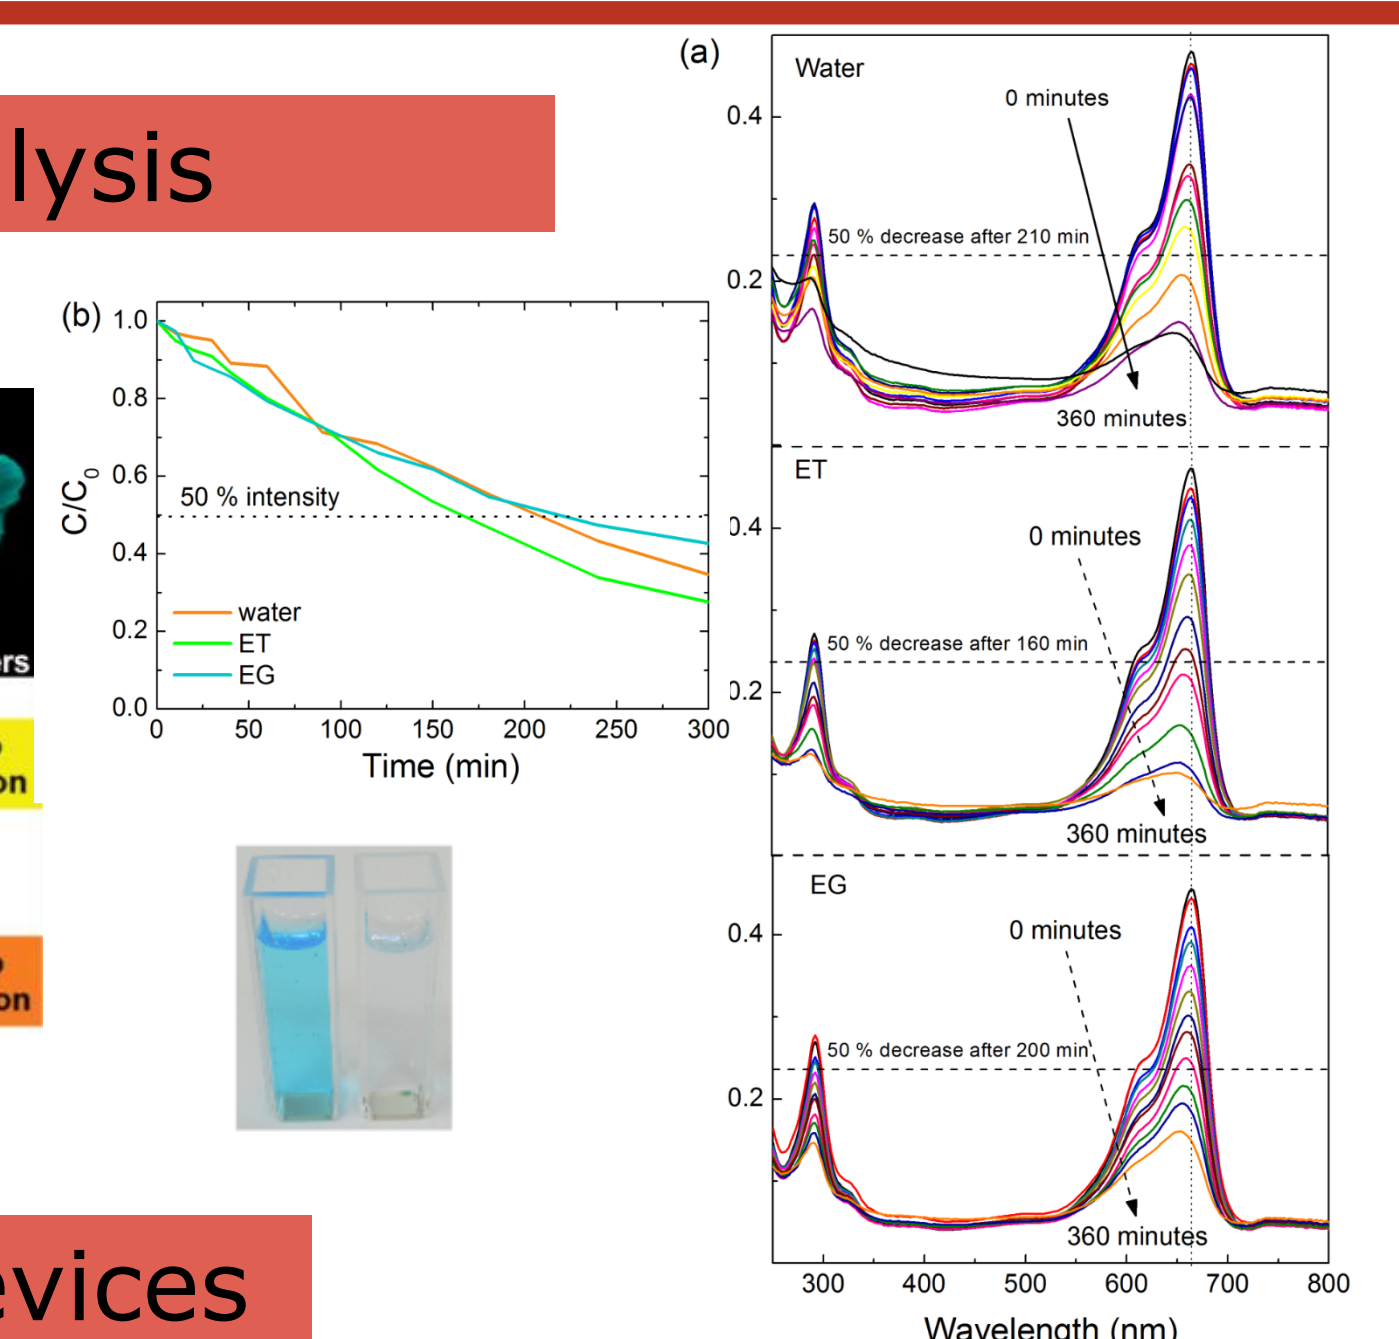 lysis
(b)
1.0
0.8
0.6
0.4
0.2
0.0
C/C0
50 % intensity
water
ET
EG
0 50 100 150 200 250 300
Time (min)
ers
on
on
evices
(a)
Water
0 minutes
0.4
50 % decrease after 210 min
0.2
360 minutes
ET
0.4
0 minutes
50 % decrease after 160 min
0.2
360 minutes
EG
0 minutes
0.4
50 % decrease after 200 min
0.2
360 minutes
300 400 500 600 700 800
Wavelength (nm)